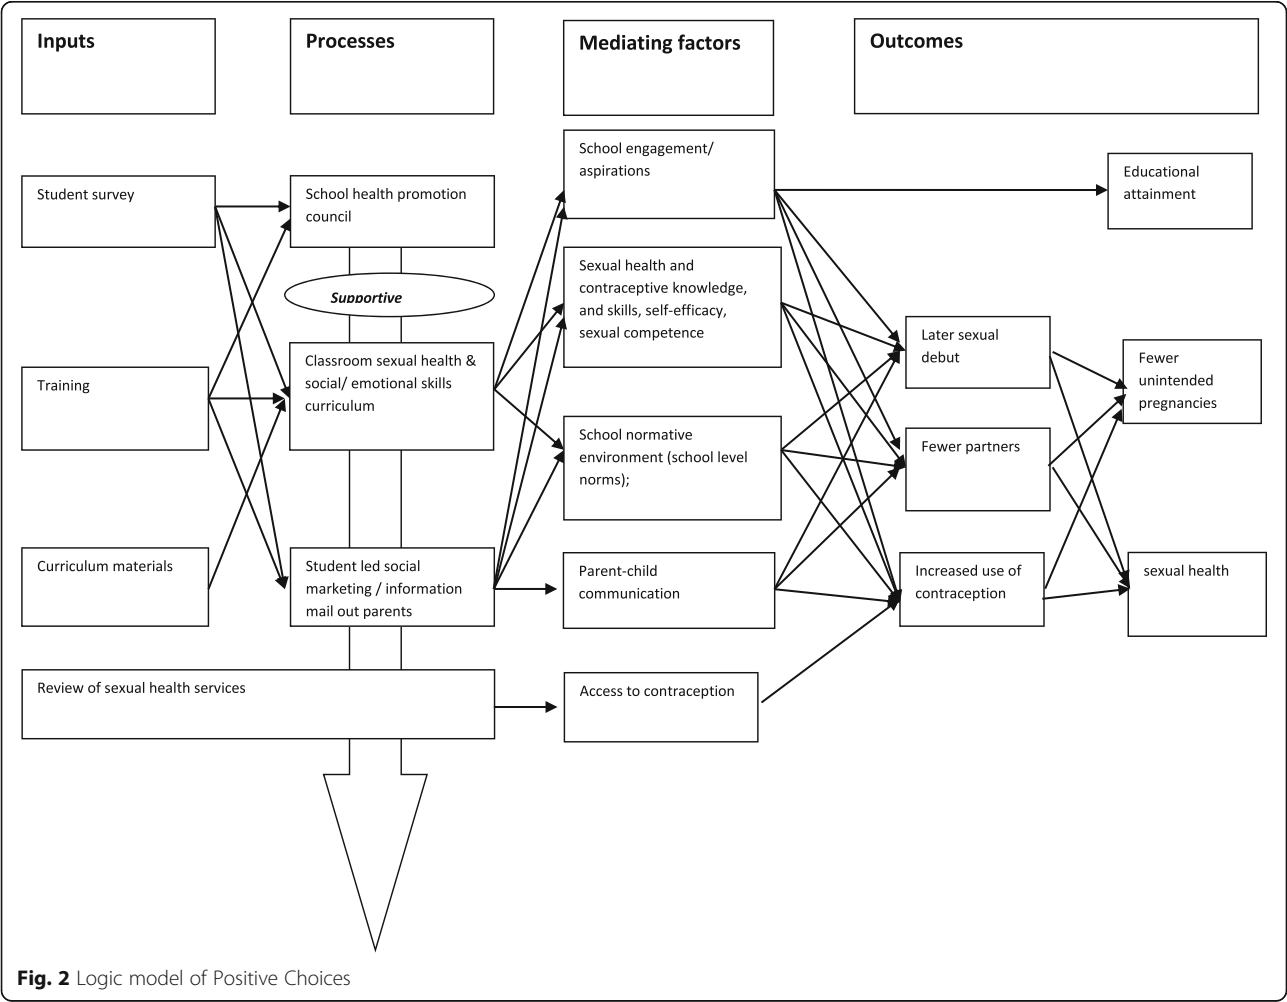 Inputs
Processes
Mediating factors
Outcomes
Student survey
Training
Curriculum materials
Review of sexual health services
School health promotion
council
Supportive
Classroom sexual health &
social/ emotional skills
curriculum
Student led social
marketing / information
mail out parents
School engagement/
aspirations
Sexual health and
contraceptive knowledge,
and skills, self-efficacy,
sexual competence
School normative
environment (school level
norms);
Parent-child
communication
Access to contraception
Later sexual
debut
Fewer partners
Increased use of
contraception
Educational
attainment
Fewer
unintended
pregnancies
sexual health
Fig. 2 Logic model of Positive Choices